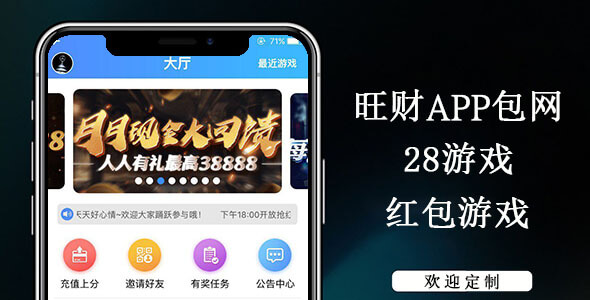 71%
大厅
最近游戏
月月现金大回馈
人人有礼最高38888
天天好心情~欢迎大家踊跃参与哦!
下午18:00开放抢红
充值上分
邀请好友
有奖任务
公告中心
旺财APP包网
28游戏
红包游戏
欢迎定制